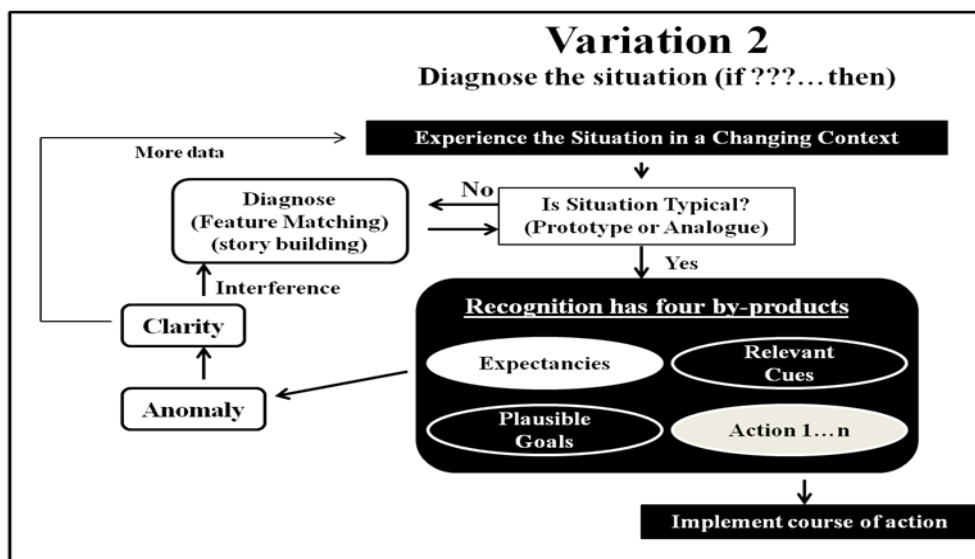 Variation 2
Diagnose the situation (if ???…then)
Experience the Situation in a Changing Context
More data
Diagnose
(Feature Matching)
(story building)
No
Is Situation Typical?
(Prototype or Analogue)
Yes
Interference
Recognition has four by-products
Clarity
Expectancies
Relevant
Cues
Anomaly
Plausible
Goals
Action 1…n
Implement course of action